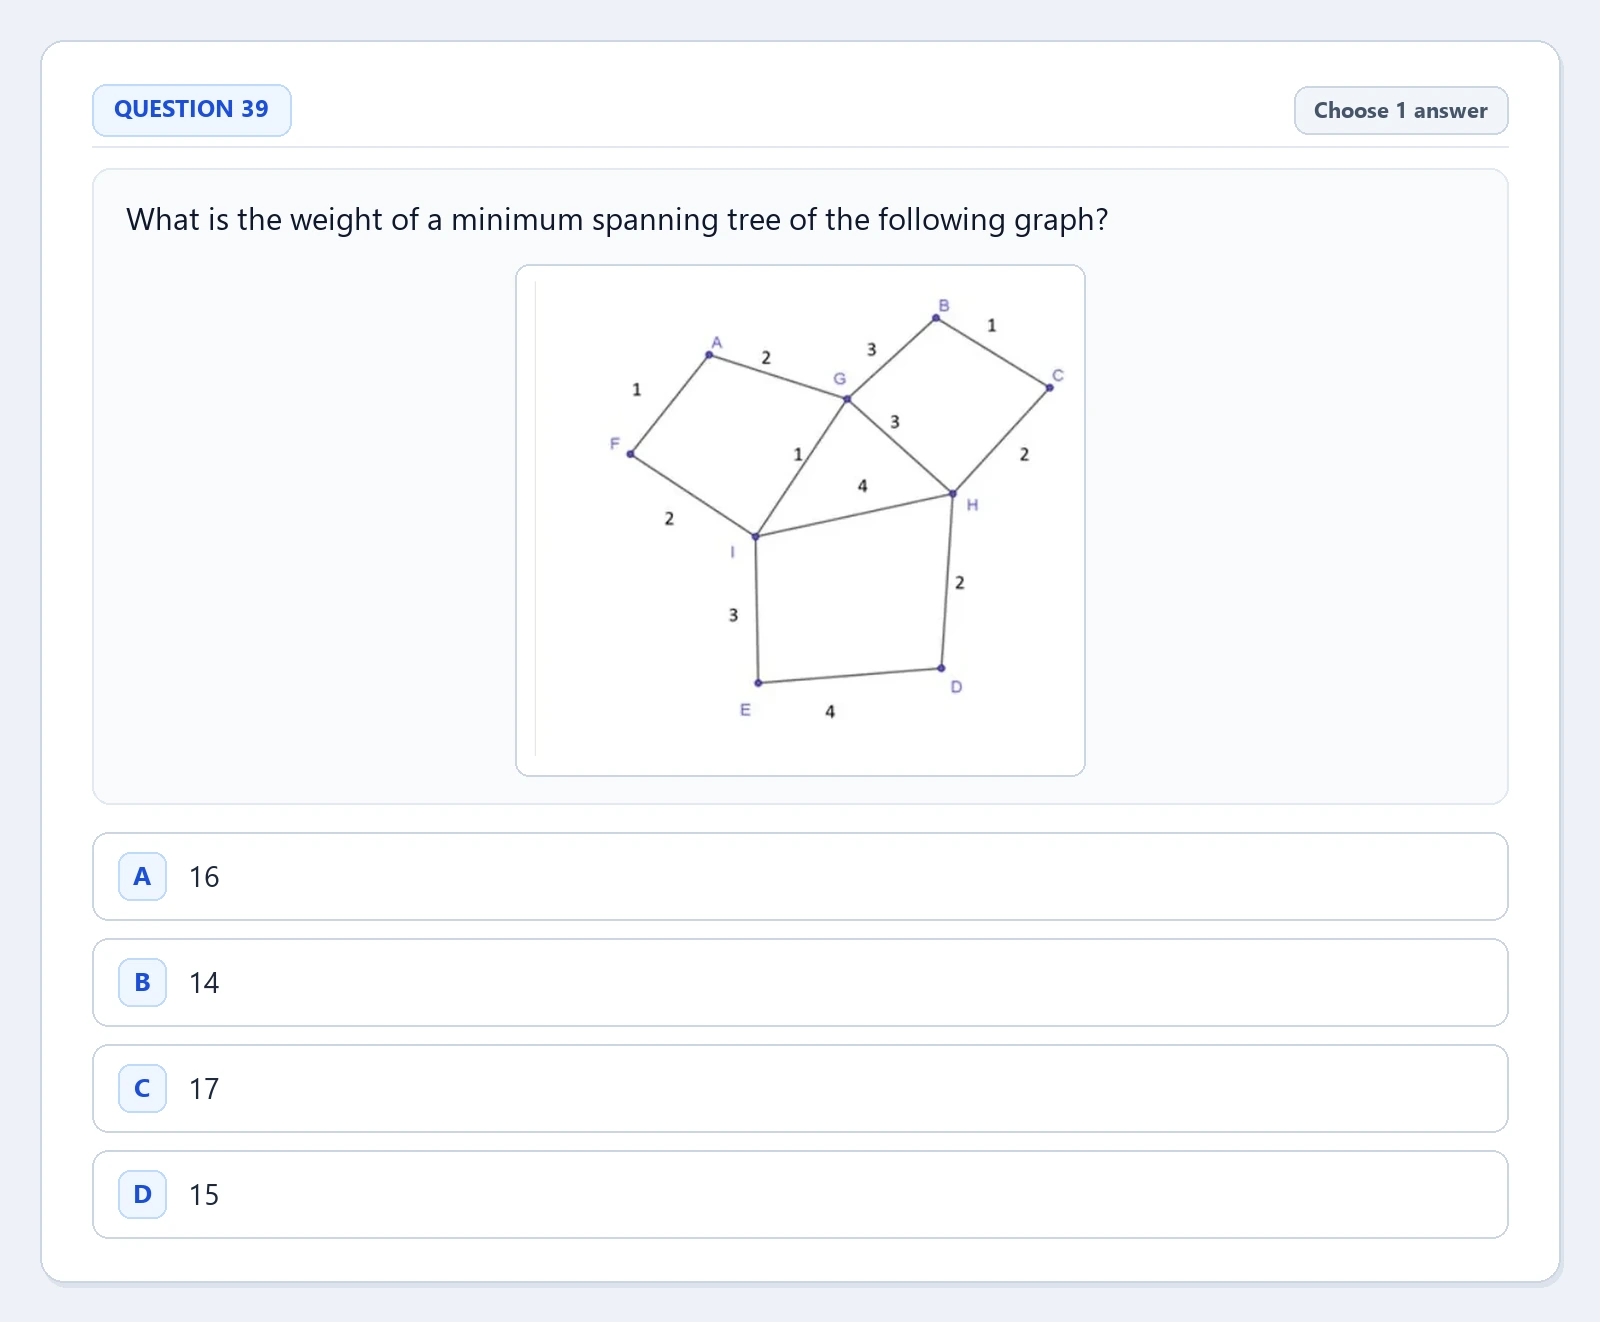 QUESTION 39
Choose 1 answer
What is the weight of a minimum spanning tree of the following graph?
B
1
A
2
3
G
C
1
3
F
1
2
4
2
H
I
2
3
D
E
4
A 16
B 14
C 17
D 15